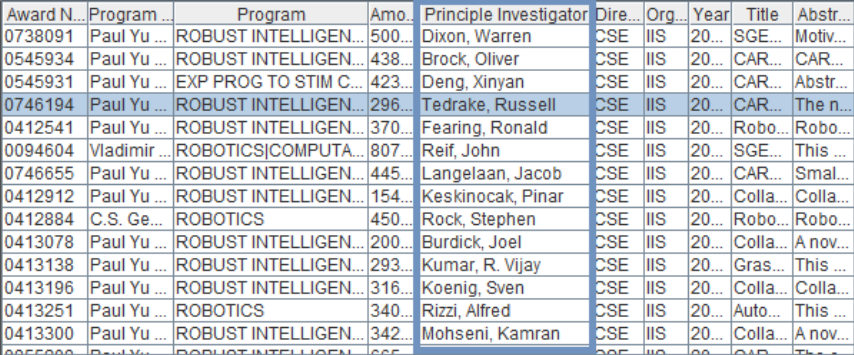 Award N... Program ... Program Amo... Principle Investigator Dire... Org... Year Title Abstr...
0738091 Paul Yu ... ROBUST INTELLIGEN... 500... Dixon, Warren CSE IIS 20... SGE... Motiv...
0545934 Paul Yu ... ROBUST INTELLIGEN... 438... Brock, Oliver CSE IIS 20... CAR... CAR...
0545931 Paul Yu ... EXP PROG TO STIM C... 423... Deng, Xinyan CSE IIS 20... CAR... Abstr...
0746194 Paul Yu ... ROBUST INTELLIGEN... 296... Tedrake, Russell CSE IIS 20... CAR... The n...
0412541 Paul Yu ... ROBUST INTELLIGEN... 370... Fearing, Ronald CSE IIS 20... Robo... Robo...
0094604 Vladimir ... ROBOTICS|COMPUTA... 807... Reif, John CSE IIS 20... SGE... This ...
0746655 Paul Yu ... ROBUST INTELLIGEN... 445... Langelaan, Jacob CSE IIS 20... CAR... Smal...
0412912 Paul Yu ... ROBUST INTELLIGEN... 154... Keskinocak, Pinar CSE IIS 20... Colla... Colla...
0412884 C.S. Ge... ROBOTICS 450... Rock, Stephen CSE IIS 20... Robo... Robo...
0413078 Paul Yu ... ROBUST INTELLIGEN... 200... Burdick, Joel CSE IIS 20... Colla... A nov...
0413138 Paul Yu ... ROBUST INTELLIGEN... 293... Kumar, R. Vijay CSE IIS 20... Gras... This ...
0413196 Paul Yu ... ROBUST INTELLIGEN... 316... Koenig, Sven CSE IIS 20... Colla... Colla...
0413251 Paul Yu ... ROBOTICS 340... Rizzi, Alfred CSE IIS 20... Auto... This ...
0413300 Paul Yu ... ROBUST INTELLIGEN... 342... Mohseni, Kamran CSE IIS 20... Colla... A nov...